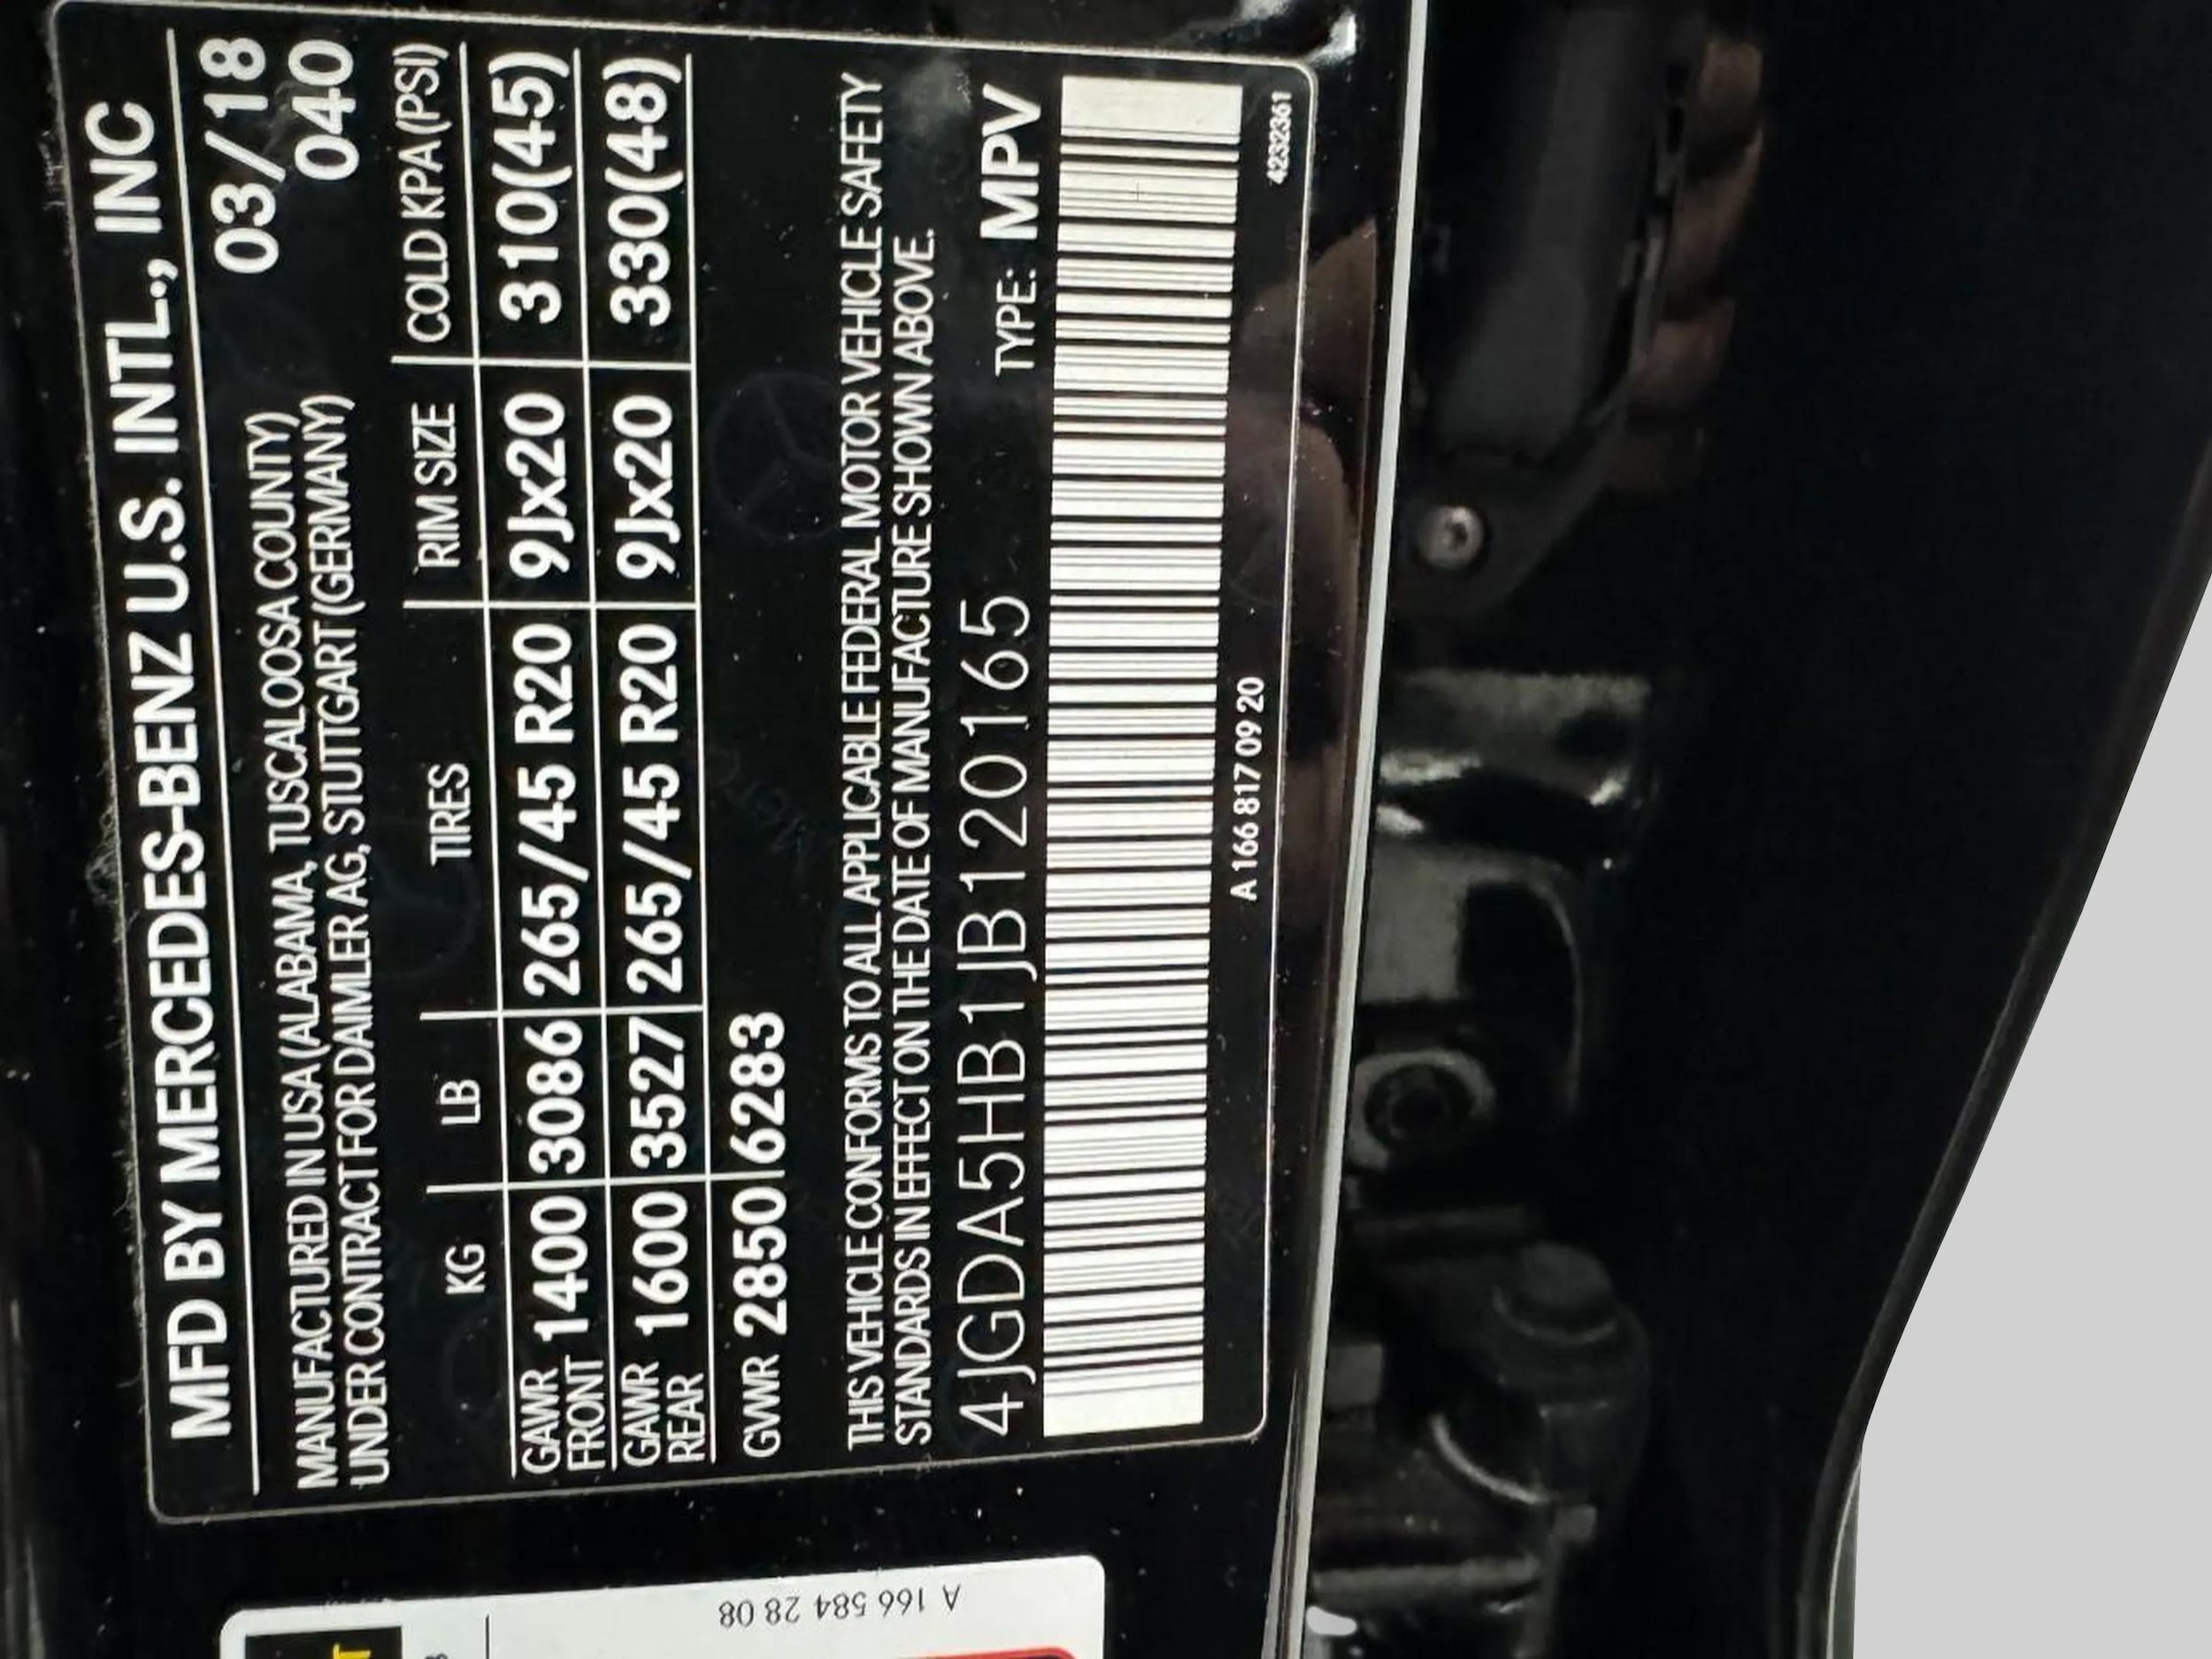 MFD BY MERCEDES-BENZ U.S. INTL., INC
03/18
MANUFACTURED IN USA (ALABAMA, TUSCALOOSA COUNTY)
040
UNDER CONTRACT FOR DAIMLER AG, STUTTGART (GERMANY)
KG LB TIRES RIM SIZE COLD KPA (PSI)
GAWR FRONT 1400 3086 265/45 R20 9Jx20 310(45)
GAWR REAR 1600 3527 265/45 R20 9Jx20 330(48)
GVWR 2850 6283
THIS VEHICLE CONFORMS TO ALL APPLICABLE FEDERAL MOTOR VEHICLE SAFETY
STANDARDS IN EFFECT ON THE DATE OF MANUFACTURE SHOWN ABOVE.
4JGDA5HB1JB120165 TYPE: MPV
A 166 817 09 20
4232361
A 166 584 28 08